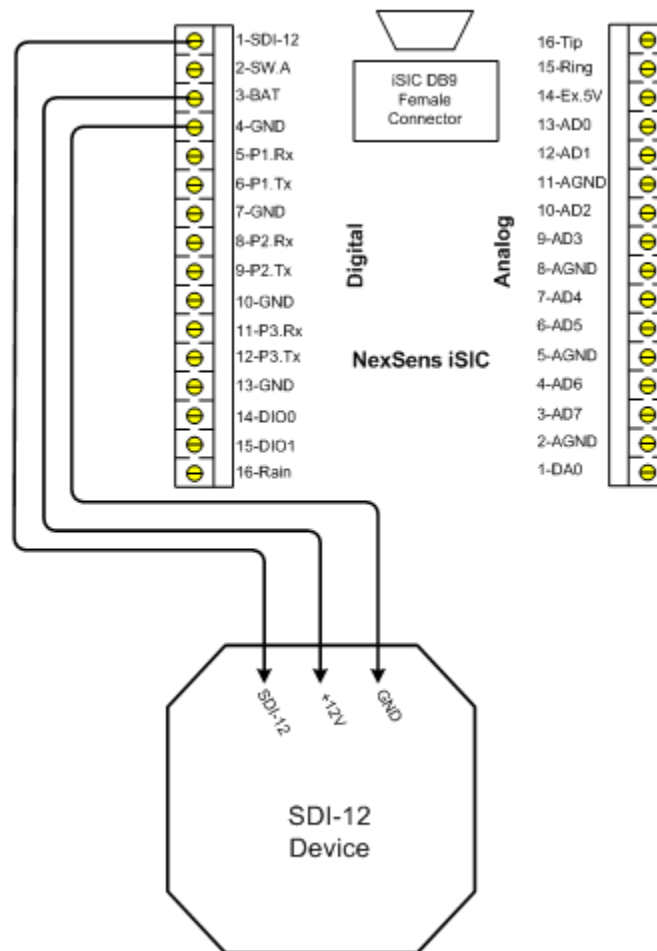 1-SDI-12
2-SW.A
3-BAT
4-GND
5-P1.Rx
6-P1.Tx
7-GND
8-P2.Rx
9-P2.Tx
10-GND
11-P3.Rx
12-P3.Tx
13-GND
14-DIO0
15-DIO1
16-Rain
Digital
iSIC DB9
Female
Connector
NexSens iSIC
Analog
16-Tip
15-Ring
14-Ex.5V
13-AD0
12-AD1
11-AGND
10-AD2
9-AD3
8-AGND
7-AD4
6-AD5
5-AGND
4-AD6
3-AD7
2-AGND
1-DA0
SDI-12
+12V
GND
SDI-12
Device